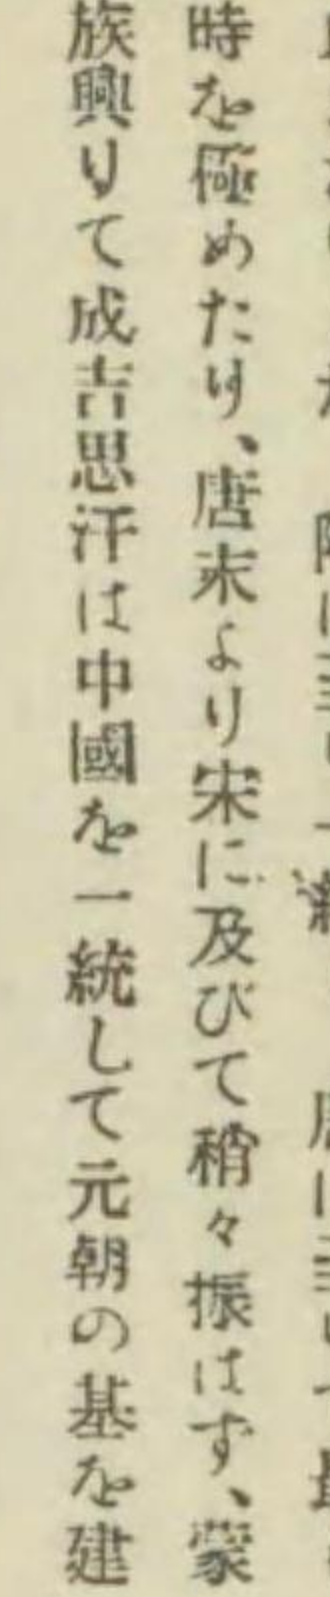 時を極めたり、唐末より宋に及びて稍々振はず、蒙
族興りて成吉思汗は中國を一統して元朝の基を建